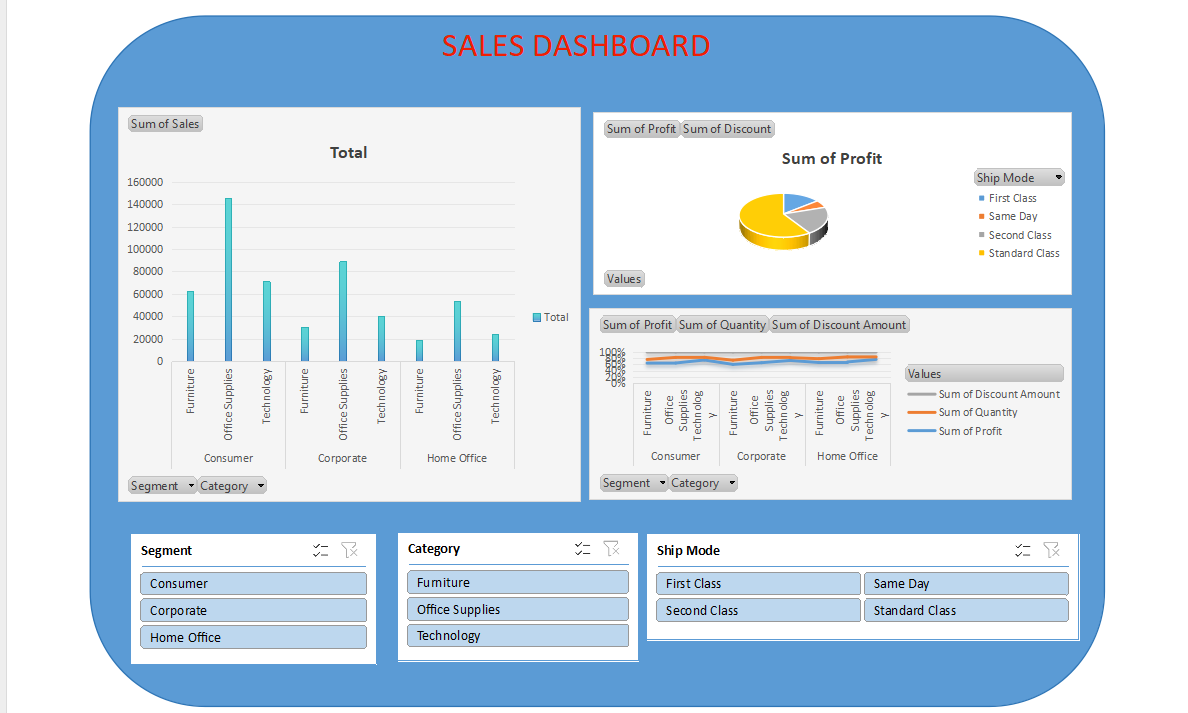 SALES DASHBOARD
Sum of Sales
Total
160000
140000
120000
100000
80000
60000
40000
20000
0
Furniture
Office Supplies
Technology
Furniture
Office Supplies
Technology
Furniture
Office Supplies
Technology
Consumer
Corporate
Home Office
Total
Segment
Category
Sum of Profit
Sum of Discount
Sum of Profit
Ship Mode
First Class
Same Day
Second Class
Standard Class
Values
Sum of Profit
Sum of Quantity
Sum of Discount Amount
100%
80%
60%
40%
20%
0%
Furniture
Office
Supplies
Technolog
y
Furniture
Office
Supplies
Technolog
y
Furniture
Office
Supplies
Technolog
y
Consumer
Corporate
Home Office
Values
Sum of Discount Amount
Sum of Quantity
Sum of Profit
Segment
Category
Segment
Consumer
Corporate
Home Office
Category
Furniture
Office Supplies
Technology
Ship Mode
First Class
Same Day
Second Class
Standard Class